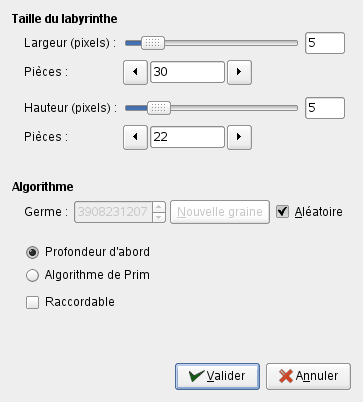 Taille du labyrinthe
Largeur (pixels) : 5
Pièces : 30
Hauteur (pixels) : 5
Pièces : 22
Algorithme
Germe : 3908231207 Nouvelle graine Aléatoire
Profondeur d'abord
Algorithme de Prim
Raccordable
Valider Annuler